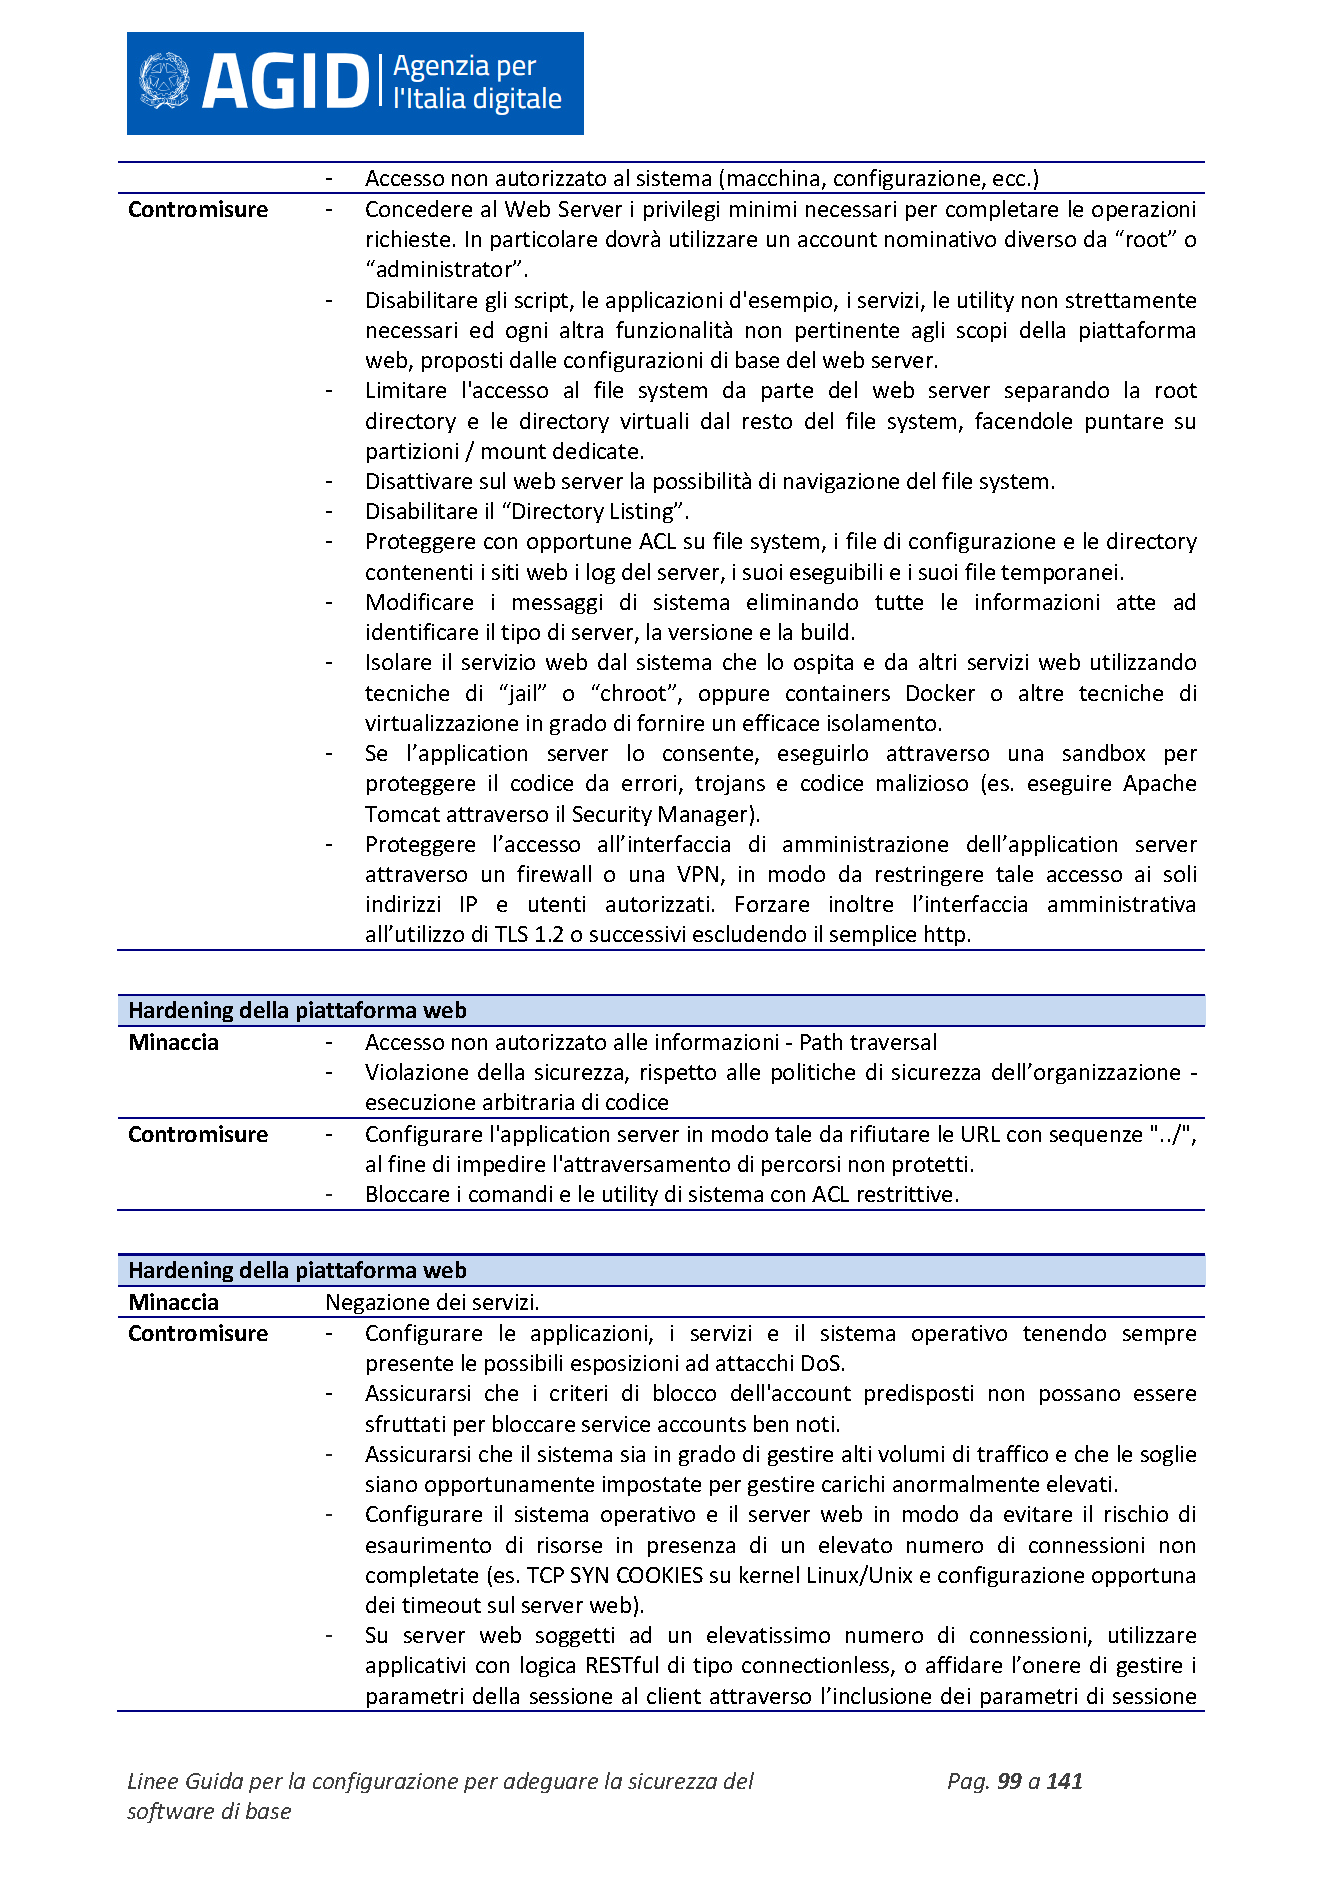 AGID Agenzia per
l'Italia digitale
- Accesso non autorizzato al sistema (macchina, configurazione, ecc.)
Contromisure - Concedere al Web Server i privilegi minimi necessari per completare le operazioni
richieste. In particolare dovrà utilizzare un account nominativo diverso da “root” o
“administrator”.
- Disabilitare gli script, le applicazioni d'esempio, i servizi, le utility non strettamente
necessari ed ogni altra funzionalità non pertinente agli scopi della piattaforma
web, proposti dalle configurazioni di base del web server.
- Limitare l'accesso al file system da parte del web server separando la root
directory e le directory virtuali dal resto del file system, facendole puntare su
partizioni / mount dedicate.
- Disattivare sul web server la possibilità di navigazione del file system.
- Disabilitare il “Directory Listing”.
- Proteggere con opportune ACL su file system, i file di configurazione e le directory
contenenti i siti web i log del server, i suoi eseguibili e i suoi file temporanei.
- Modificare i messaggi di sistema eliminando tutte le informazioni atte ad
identificare il tipo di server, la versione e la build.
- Isolare il servizio web dal sistema che lo ospita e da altri servizi web utilizzando
tecniche di “jail” o “chroot”, oppure containers Docker o altre tecniche di
virtualizzazione in grado di fornire un efficace isolamento.
- Se l’application server lo consente, eseguirlo attraverso una sandbox per
proteggere il codice da errori, trojans e codice malizioso (es. eseguire Apache
Tomcat attraverso il Security Manager).
- Proteggere l’accesso all’interfaccia di amministrazione dell’application server
attraverso un firewall o una VPN, in modo da restringere tale accesso ai soli
indirizzi IP e utenti autorizzati. Forzare inoltre l’interfaccia amministrativa
all’utilizzo di TLS 1.2 o successivi escludendo il semplice http.
Hardening della piattaforma web
Minaccia - Accesso non autorizzato alle informazioni - Path traversal
- Violazione della sicurezza, rispetto alle politiche di sicurezza dell’organizzazione -
esecuzione arbitraria di codice
Contromisure - Configurare l'application server in modo tale da rifiutare le URL con sequenze "../",
al fine di impedire l'attraversamento di percorsi non protetti.
- Bloccare i comandi e le utility di sistema con ACL restrittive.
Hardening della piattaforma web
Minaccia Negazione dei servizi.
Contromisure - Configurare le applicazioni, i servizi e il sistema operativo tenendo sempre
presente le possibili esposizioni ad attacchi DoS.
- Assicurarsi che i criteri di blocco dell'account predisposti non possano essere
sfruttati per bloccare service accounts ben noti.
- Assicurarsi che il sistema sia in grado di gestire alti volumi di traffico e che le soglie
siano opportunamente impostate per gestire carichi anormalmente elevati.
- Configurare il sistema operativo e il server web in modo da evitare il rischio di
esaurimento di risorse in presenza di un elevato numero di connessioni non
completate (es. TCP SYN COOKIES su kernel Linux/Unix e configurazione opportuna
dei timeout sul server web).
- Su server web soggetti ad un elevatissimo numero di connessioni, utilizzare
applicativi con logica RESTful di tipo connectionless, o affidare l’onere di gestire i
parametri della sessione al client attraverso l’inclusione dei parametri di sessione
Linee Guida per la configurazione per adeguare la sicurezza del Pag. 99 a 141
software di base